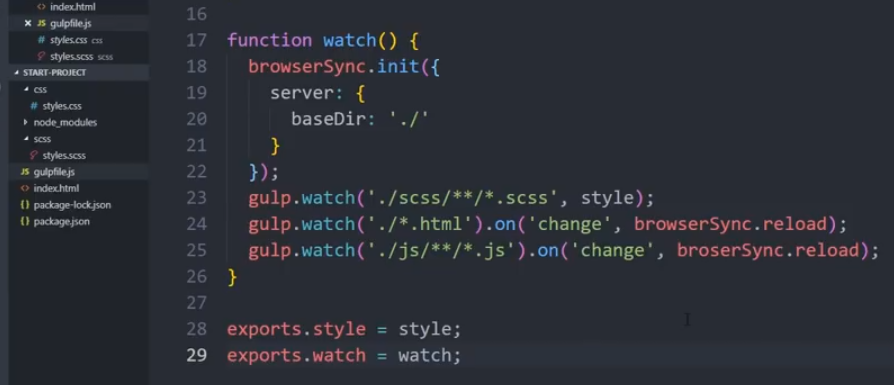 index.html
× JS gulpfile.js
# styles.css css
styles.scss scss
START-PROJECT
css
# styles.css
node_modules
scss
styles.scss
JS gulpfile.js
<> index.html
{} package-lock.json
{} package.json
16
17 function watch() {
18 browserSync.init({
19 server: {
20 baseDir: './'
21 }
22 });
23 gulp.watch('./scss/**/*.scss', style);
24 gulp.watch('./*.html').on('change', browserSync.reload);
25 gulp.watch('./js/**/*.js').on('change', broserSync.reload);
26 }
27
28 exports.style = style;
29 exports.watch = watch;